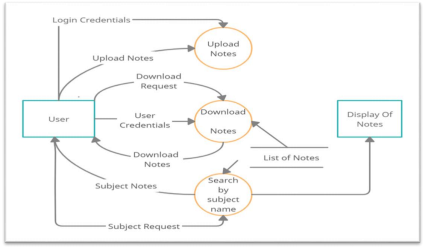 Login Credentials
Upload
Notes
Upload Notes
Download
Request
User
User
Credentials
Download
Notes
Display Of
Notes
Download
Notes
List of Notes
Subject Notes
Search
by
subject
name
Subject Request